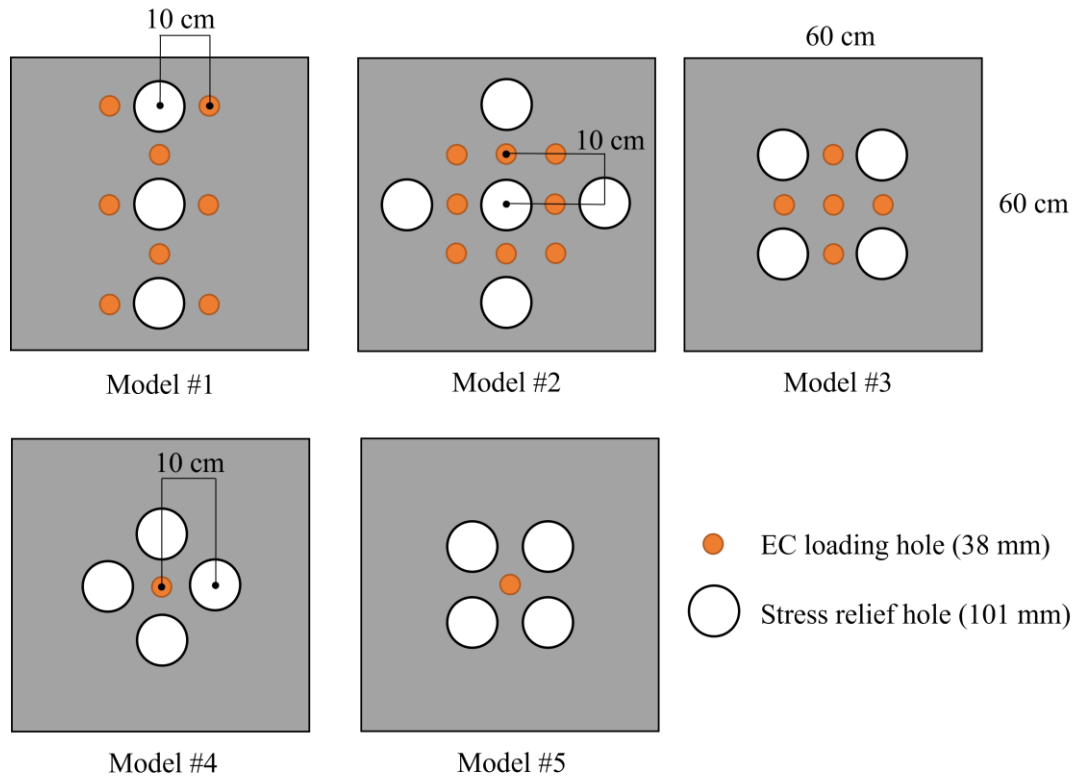 10 cm
60 cm
10 cm
60 cm
Model #1
Model #2
Model #3
10 cm
EC loading hole (38 mm)
Stress relief hole (101 mm)
Model #4
Model #5